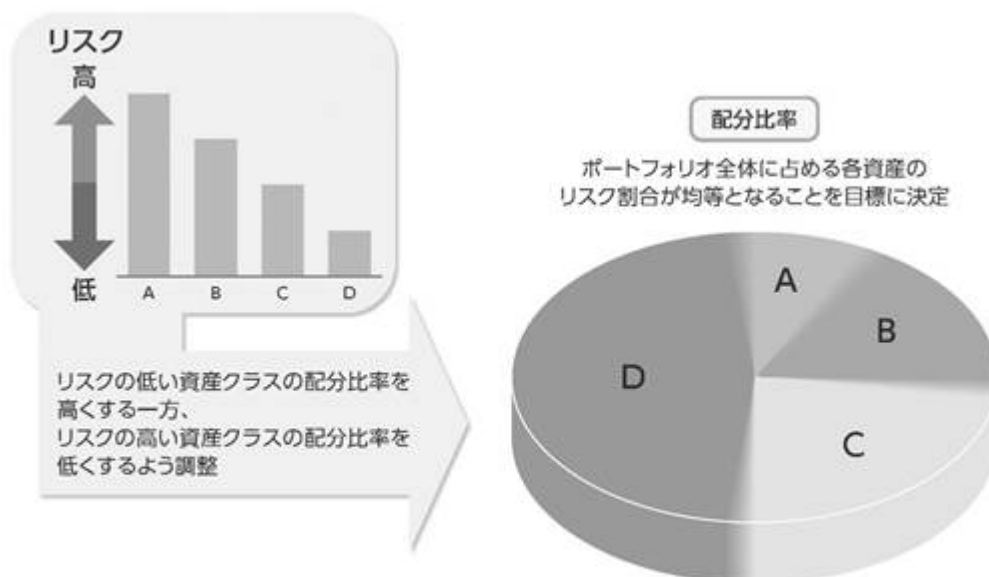 リスク
高
低
A B C D
リスクの低い資産クラスの配分比率を
高くする一方、
リスクの高い資産クラスの配分比率を
低くするよう調整
配分比率
ポートフォリオ全体に占める各資産の
リスク割合が均等となることを目標に決定
A
B
C
D